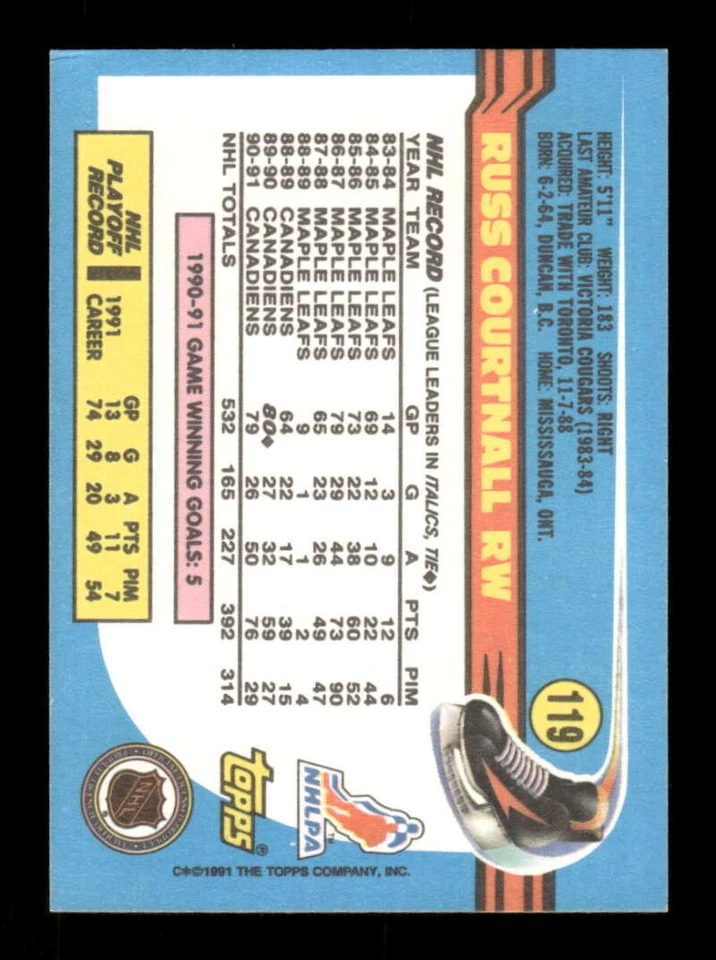 HEIGHT: 5'11" WEIGHT: 183 SHOOTS: RIGHT
LAST AMATEUR CLUB: VICTORIA COUGARS (1983-84)
ACQUIRED: TRADE WITH TORONTO, 11-7-88
BORN: 6-2-64, DUNCAN, B.C. HOME: MISSISSAUGA, ONT.
119
RUSS COURTNALL RW
NHL RECORD (LEAGUE LEADERS IN ITALICS, TIE◆)
YEAR TEAM GP G A PTS PIM
83-84 MAPLE LEAFS 14 3 9 12 6
84-85 MAPLE LEAFS 69 12 10 22 44
85-86 MAPLE LEAFS 73 22 38 60 52
86-87 MAPLE LEAFS 79 29 44 73 90
87-88 MAPLE LEAFS 65 23 26 49 47
88-89 MAPLE LEAFS 9 1 1 2 4
88-89 CANADIENS 64 22 17 39 15
89-90 CANADIENS 80◆ 27 32 59 27
90-91 CANADIENS 79 26 50 76 29
NHL TOTALS 532 165 227 392 314
1990-91 GAME WINNING GOALS: 5
NHL PLAYOFF RECORD
GP G A PTS PIM
1991 13 8 3 11 7
CAREER 74 29 20 49 54
NHLPA™
TOPPS®
NHL
C*©1991 THE TOPPS COMPANY, INC.